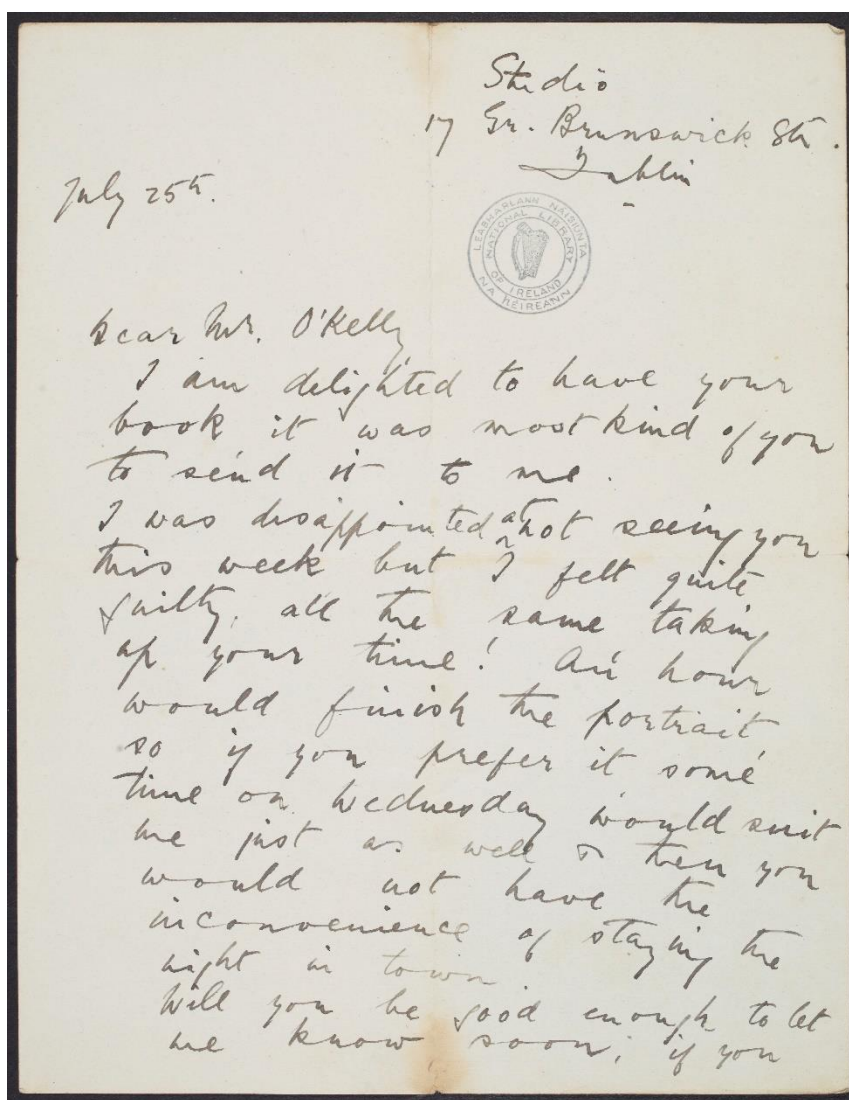 Studio
17 Gr. Brunswick Str.
Dublin
July 25th.
LEABHARLANN NÁISIÚNTA
NA HÉIREANN
NATIONAL LIBRARY
OF IRELAND
Dear Mr. O'Kelly
I am delighted to have your
book it was most kind of you
to send it to me.
I was disappointed at not seeing you
this week but I felt quite
guilty, all the same taking
up your time! An hour
would finish the portrait
so if you prefer it some
time on Wednesday would suit
me just as well & then you
would not have the
inconvenience of staying the
night in town.
Will you be good enough to let
me know soon; if you